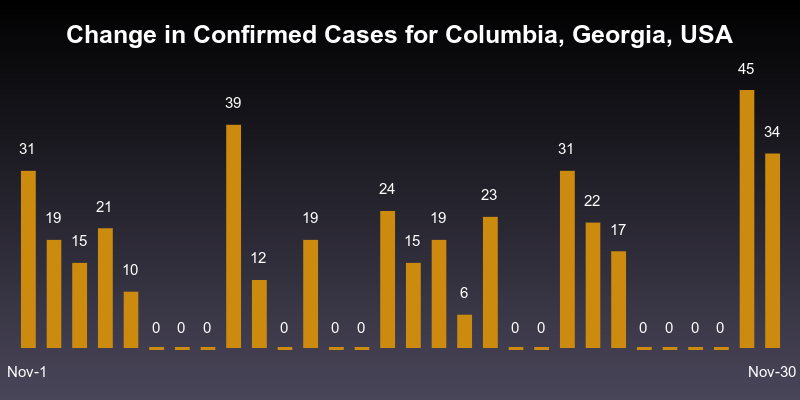 Change in Confirmed Cases for Columbia, Georgia, USA
31 19 15 21 10 0 0 0 39 12 0 19 0 0 24 15 19 6 23 0 0 31 22 17 0 0 0 0 45 34
Nov-1 Nov-30